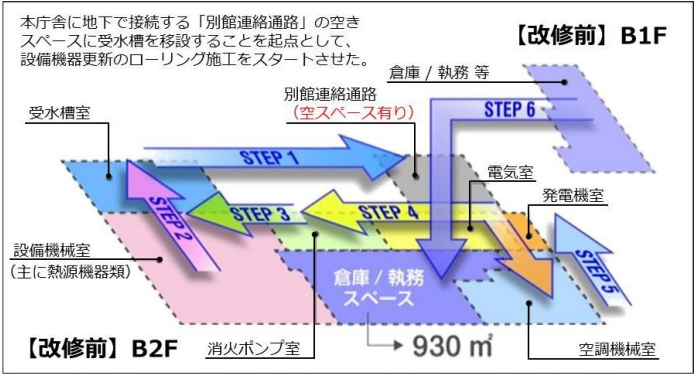 本庁舎に地下で接続する「別館連絡通路」の空き
スペースに受水槽を移設することを起点として、
設備機器更新のローリング施工をスタートさせた。
【改修前】B1F
倉庫 / 執務 等
別館連絡通路
（空スペース有り）
受水槽室
STEP 6
STEP 1
電気室
発電機室
STEP 2
STEP 3
STEP 4
設備機械室
（主に熱源機器類）
STEP 5
倉庫 / 執務
スペース
【改修前】B2F
消火ポンプ室
930 ㎡
空調機械室